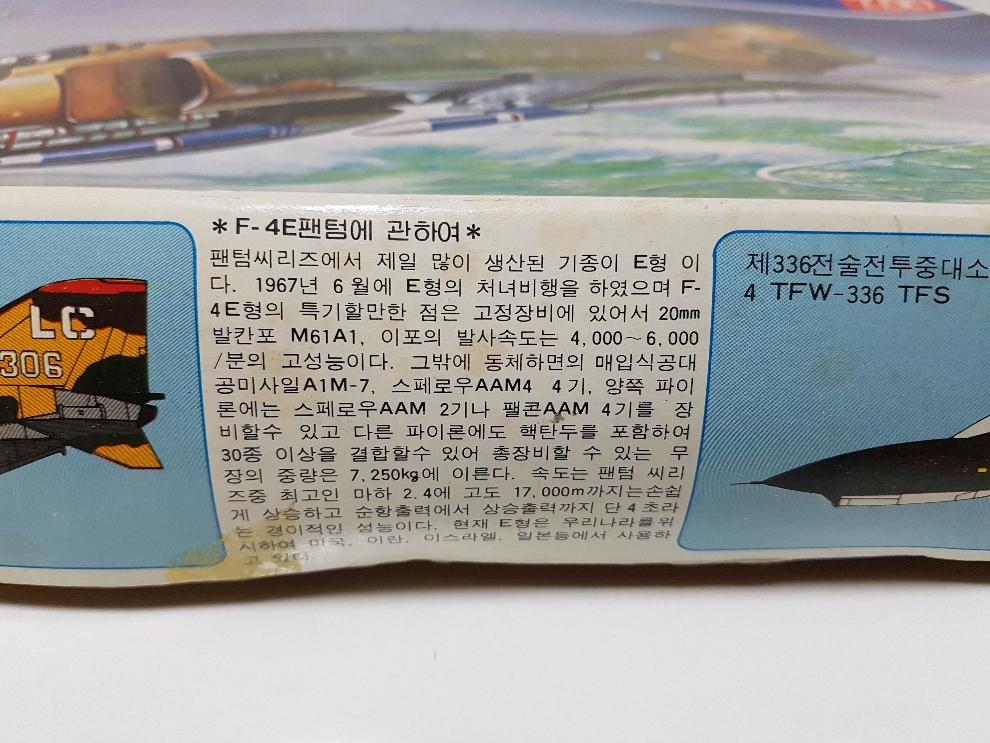 *F-4E팬텀에 관하여*
팬텀씨리즈에서 제일 많이 생산된 기종이 E형 이
다. 1967년 6월에 E형의 처녀비행을 하였으며 F-
4E형의 특기할만한 점은 고정장비에 있어서 20mm
발칸포 M61A1, 이포의 발사속도는 4,000~6,000
/분의 고성능이다. 그밖에 동체하면의 매입식공대
공미사일A1M-7, 스페로우AAM4 4기, 양쪽 파이
론에는 스페로우AAM 2기나 팰콘AAM 4기를 장
비할수 있고 다른 파이론에도 핵탄두를 포함하여
30종 이상을 결합할수 있어 총장비할 수 있는 무
장의 중량은 7,250kg에 이른다. 속도는 팬텀 씨리
즈중 최고인 마하 2.4에 고도 17,000m까지는손쉽
게 상승하고 순항출력에서 상승출력까지 단 4초라
는 경이적인 성능이다. 현재 E형은 우리나라를위
시하여 미국, 이란, 이스라엘, 일본등에서 사용하
고 있다.
LC
306
제336전술전투중대소
4 TFW-336 TFS